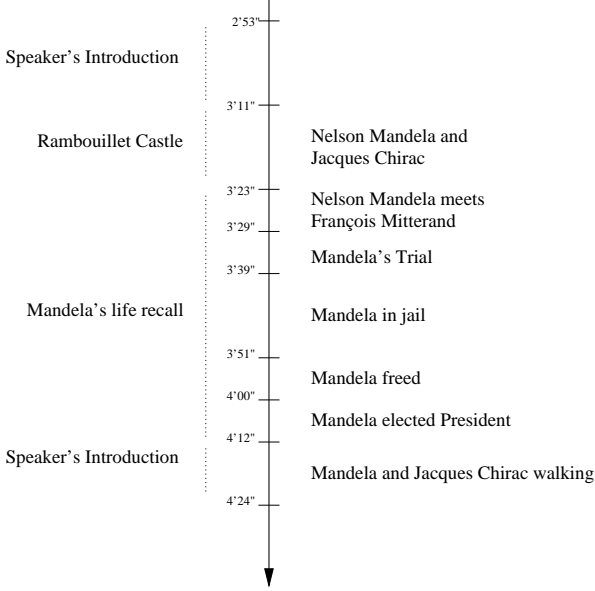 2'53"
Speaker's Introduction
3'11"
Rambouillet Castle
Nelson Mandela and
Jacques Chirac
3'23"
Nelson Mandela meets
François Mitterand
3'29"
Mandela's Trial
3'39"
Mandela's life recall
Mandela in jail
3'51"
Mandela freed
4'00"
Mandela elected President
4'12"
Speaker's Introduction
Mandela and Jacques Chirac walking
4'24"